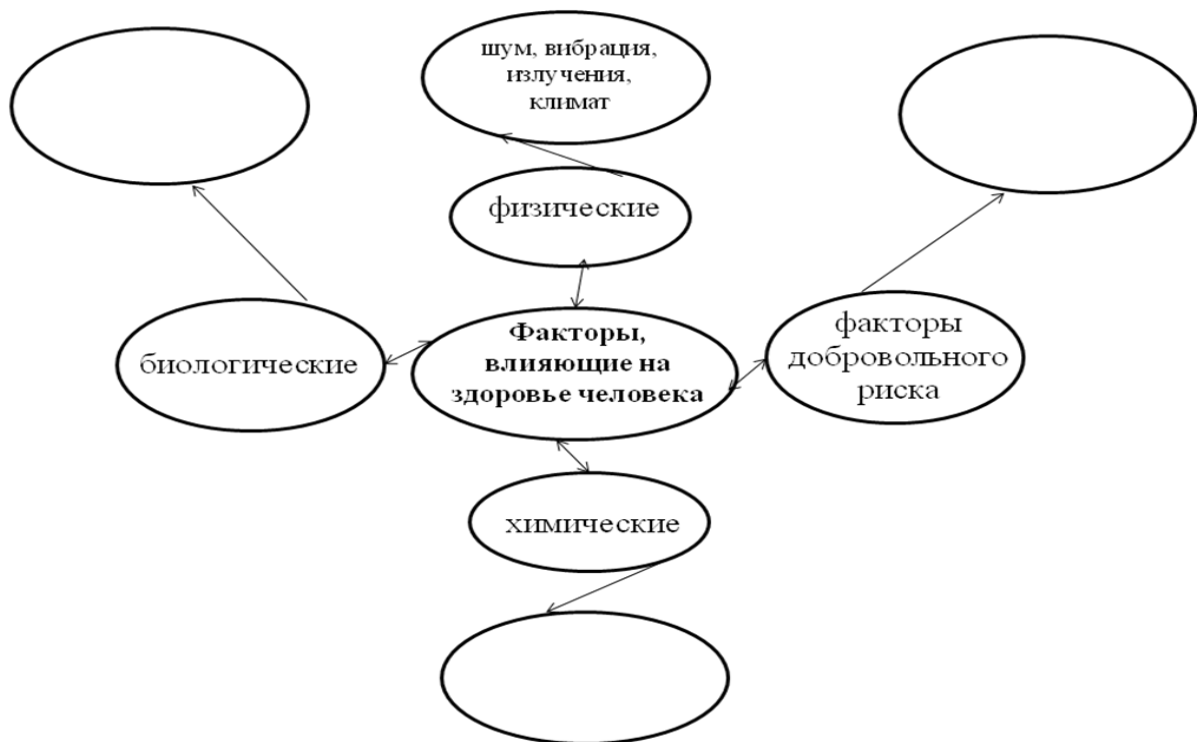 шум, вибрация,
излучения,
климат
физические
биологические
Факторы,
влияющие на
здоровье человека
факторы
добровольного
риска
химические